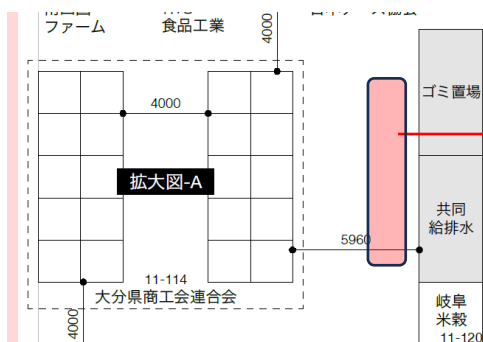 ファーム
食品工業
4000
4000
ゴミ置場
拡大図-A
共同
給排水
5960
11-114
大分県商工会連合会
4000
岐阜
米穀
11-120